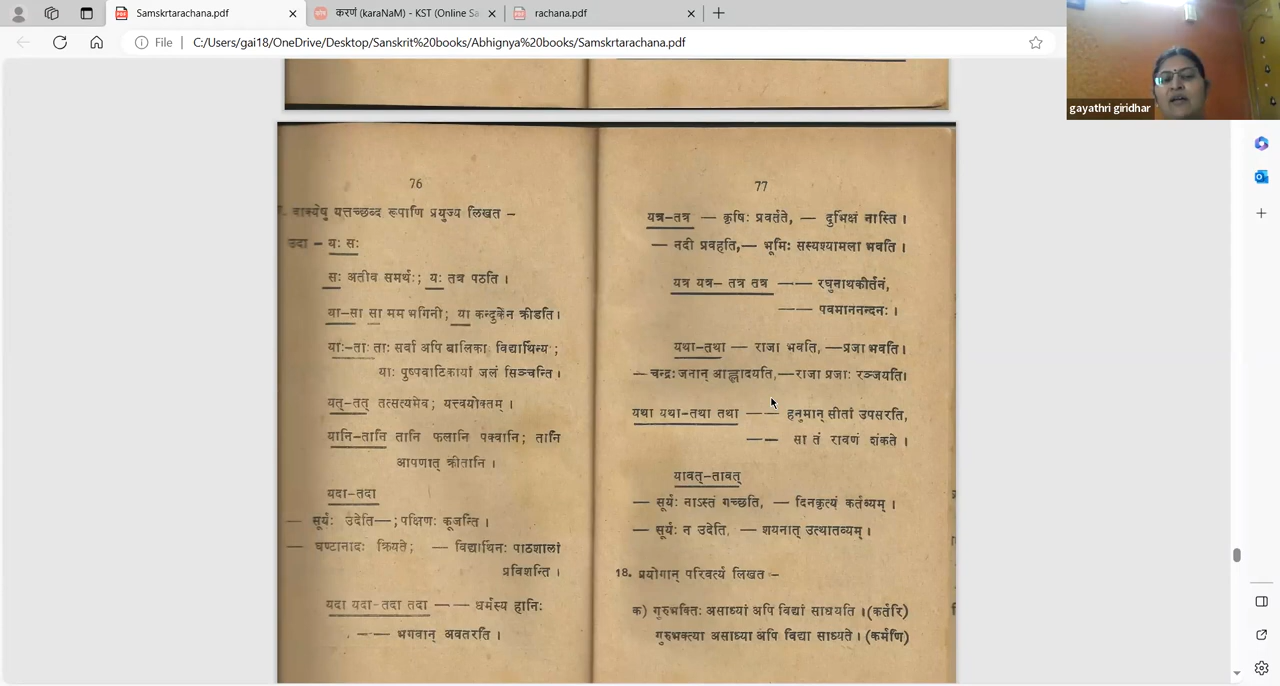 Samskrtarachana.pdf
करणं (karaNaM) - KST (Online Sa
rachana.pdf
File
C:/Users/gai18/OneDrive/Desktop/Sanskrit%20books/Abhignya%20books/Samskrtarachana.pdf
gayathri giridhar
76
वाक्येषु यत्तच्छब्द रूपाणि प्रयुज्य लिखत –
उदा – यः सः
सः अतीव समर्थः; यः तत्र पठति ।
या–सा सा मम भगिनी; या कन्दुकेन क्रीडति।
याः–ताः ताः सर्वा अपि बालिका विद्यार्थिन्य ;
याः पुष्पवाटिकायां जलं सिञ्चन्ति ।
यत्–तत् तत्सत्यमेव; यत्त्वयोक्तम् ।
यानि–तानि तानि फलानि पक्वानि; तानि
आपणात् क्रीतानि ।
यदा–तदा
— सूर्यः उदेति—; पक्षिणः कूजन्ति ।
— घण्टानादः क्रियते; — विद्यार्थिनः पाठशालां
प्रविशन्ति ।
यदा यदा–तदा तदा — — धर्मस्य हानिः
— — भगवान् अवतरति ।
77
यत्र–तत्र — कृषिः प्रवर्तते, — दुर्भिक्षं नास्ति ।
— नदी प्रवहति,— भूमिः सस्यश्यामला भवति ।
यत्र यत्र– तत्र तत्र — — रघुनाथकीर्तनं,
— — पवमाननन्दनः ।
यथा–तथा — राजा भवति, —प्रजा भवति।
— चन्द्रः जनान् आह्लादयति,—राजा प्रजाः रञ्जयति।
यथा यथा–तथा तथा — — हनुमान् सीतां उपसरति,
— — सा तं रावणं शंकते ।
यावत्–तावत्
— सूर्यः नाऽस्तं गच्छति, — दिनकृत्यं कर्तव्यम् ।
— सूर्यः न उदेति, — शयनात् उत्थातव्यम् ।
18. प्रयोगान् परिवर्त्य लिखत –
क) गुरुभक्तिः असाध्यां अपि विद्यां साधयति । (कर्तरि)
गुरुभक्त्या असाध्या अपि विद्या साध्यते । (कर्मणि)